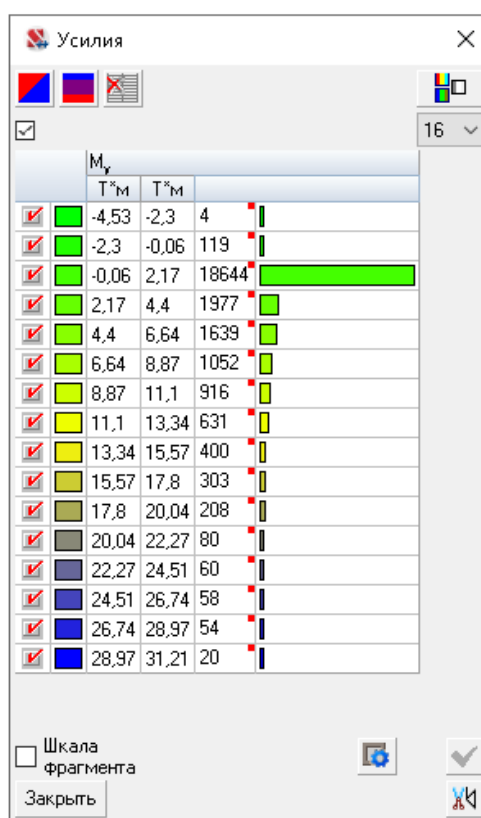 Усилия
16
My
Т*м Т*м
-4,53 -2,3 4
-2,3 -0,06 119
-0,06 2,17 18644
2,17 4,4 1977
4,4 6,64 1639
6,64 8,87 1052
8,87 11,1 916
11,1 13,34 631
13,34 15,57 400
15,57 17,8 303
17,8 20,04 208
20,04 22,27 80
22,27 24,51 60
24,51 26,74 58
26,74 28,97 54
28,97 31,21 20
Шкала
фрагмента
Закрыть